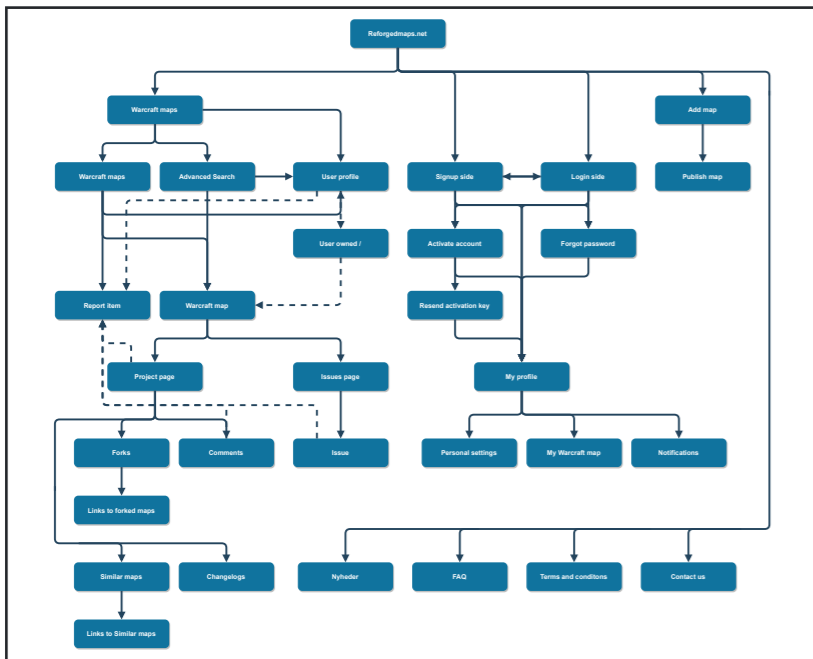 Reforgedmaps.net
Warcraft maps
Add map
Warcraft maps
Advanced Search
User profile
Signup side
Login side
Publish map
User owned /
Activate account
Forgot password
Report item
Warcraft map
Resend activation key
Project page
Issues page
My profile
Forks
Comments
Issue
Personal settings
My Warcraft map
Notifications
Links to forked maps
Similar maps
Changelogs
Nyheder
FAQ
Terms and conditons
Contact us
Links to Similar maps